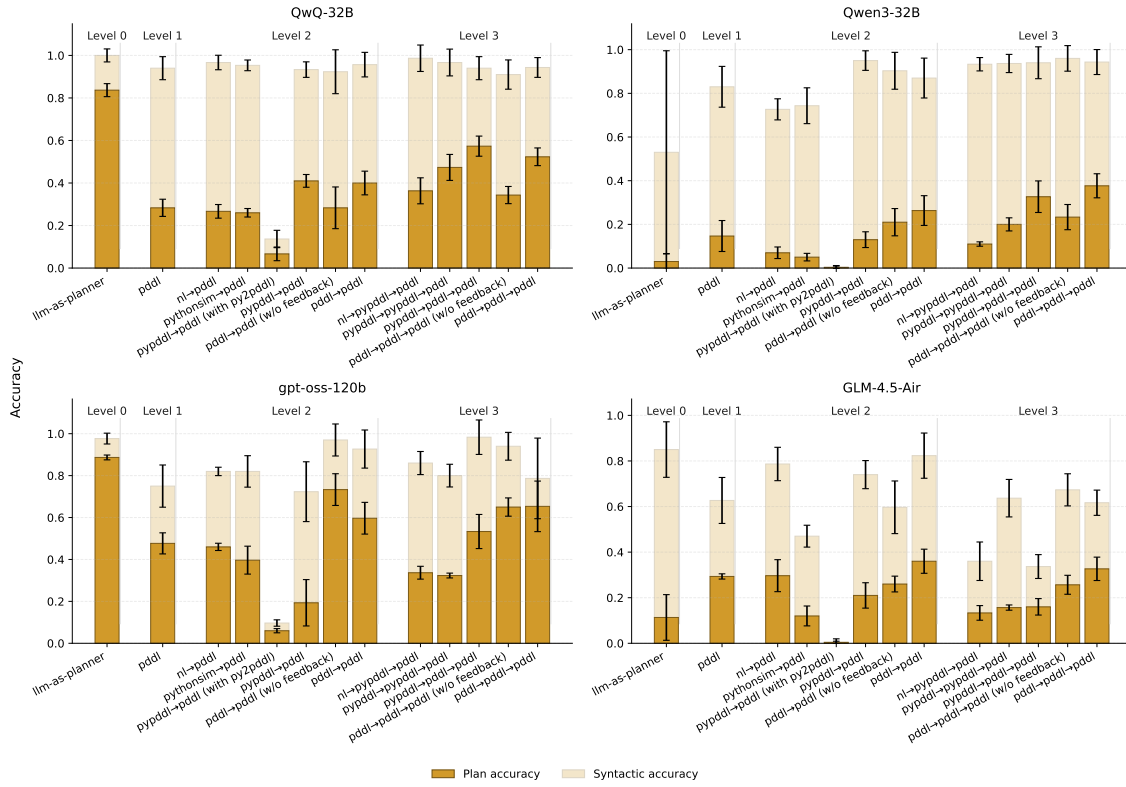 QwQ-32B
Level 0 Level 1 Level 2 Level 3
1.0
0.8
0.6
0.4
0.2
0.0
llm-as-planner
pddl
nl→pddl
pythonsim→pddl
pypddl→pddl (with py2pddl)
pypddl→pddl
pddl→pddl (w/o feedback)
pddl→pddl
nl→pypddl→pddl
pypddl→pypddl→pddl
pypddl→pddl→pddl
pddl→pddl→pddl (w/o feedback)
pddl→pddl→pddl
Qwen3-32B
Level 0 Level 1 Level 2 Level 3
1.0
0.8
0.6
0.4
0.2
0.0
llm-as-planner
pddl
nl→pddl
pythonsim→pddl
pypddl→pddl (with py2pddl)
pypddl→pddl
pddl→pddl (w/o feedback)
pddl→pddl
nl→pypddl→pddl
pypddl→pypddl→pddl
pypddl→pddl→pddl
pddl→pddl→pddl (w/o feedback)
pddl→pddl→pddl
Accuracy
gpt-oss-120b
Level 0 Level 1 Level 2 Level 3
1.0
0.8
0.6
0.4
0.2
0.0
llm-as-planner
pddl
nl→pddl
pythonsim→pddl
pypddl→pddl (with py2pddl)
pypddl→pddl
pddl→pddl (w/o feedback)
pddl→pddl
nl→pypddl→pddl
pypddl→pypddl→pddl
pypddl→pddl→pddl
pddl→pddl→pddl (w/o feedback)
pddl→pddl→pddl
GLM-4.5-Air
Level 0 Level 1 Level 2 Level 3
1.0
0.8
0.6
0.4
0.2
0.0
llm-as-planner
pddl
nl→pddl
pythonsim→pddl
pypddl→pddl (with py2pddl)
pypddl→pddl
pddl→pddl (w/o feedback)
pddl→pddl
nl→pypddl→pddl
pypddl→pypddl→pddl
pypddl→pddl→pddl
pddl→pddl→pddl (w/o feedback)
pddl→pddl→pddl
Plan accuracy
Syntactic accuracy